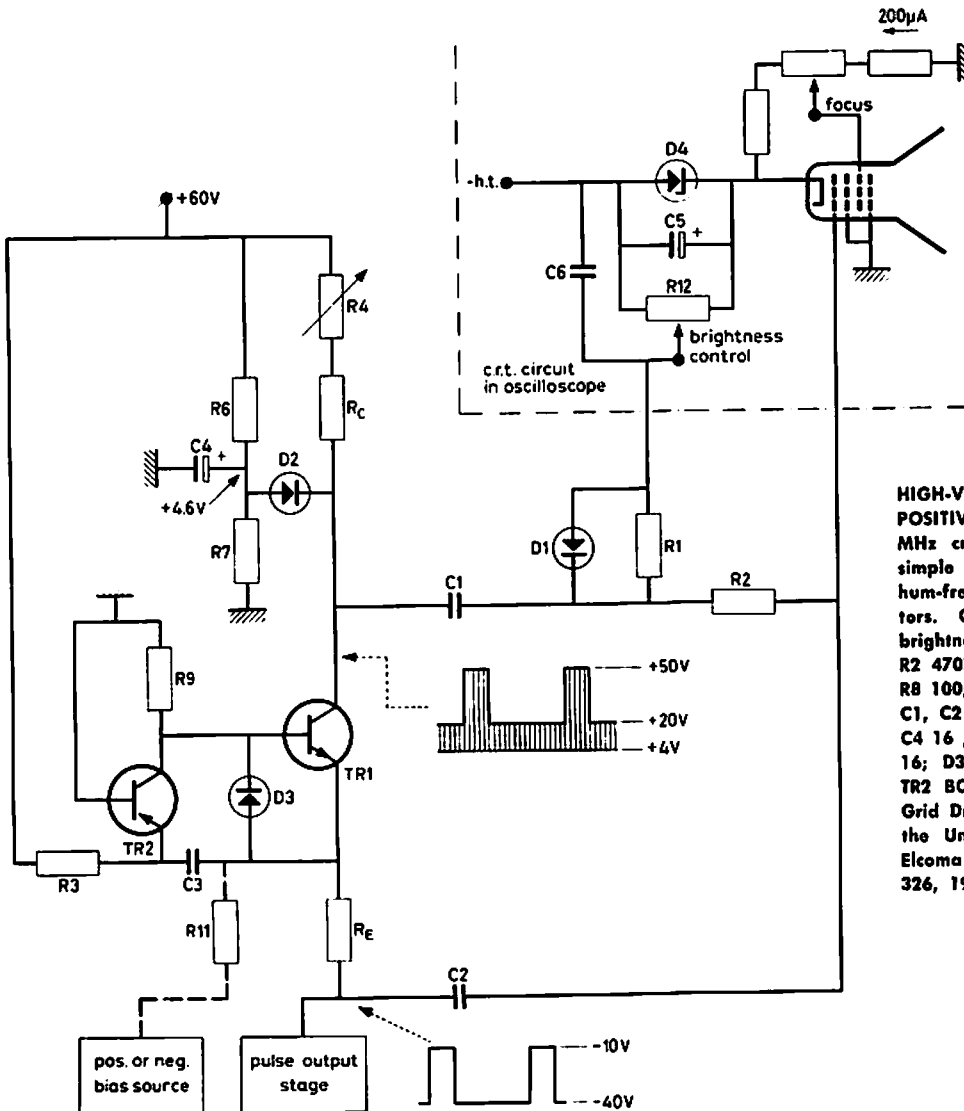 200µA
focus
D4
-h.t.
+60V
C5 +
C6
R12
R4
brightness
control
c.r.t. circuit
in oscilloscope
R6
RC
C4 +
D2
+4.6V
R7
D1
R1
C1
R2
R9
+50V
+20V
+4V
TR1
D3
TR2
C3
R3
R11
RE
C2
pos. or neg.
bias source
pulse output
stage
-10V
-40V
HIGH-V
POSITIV
MHz c
simple
hum-fr
tors.
brightn
R2 470
R8 100,
C1, C2
C4 16
16; D3
TR2 BC
Grid D
the Un
Elcoma
326, 19